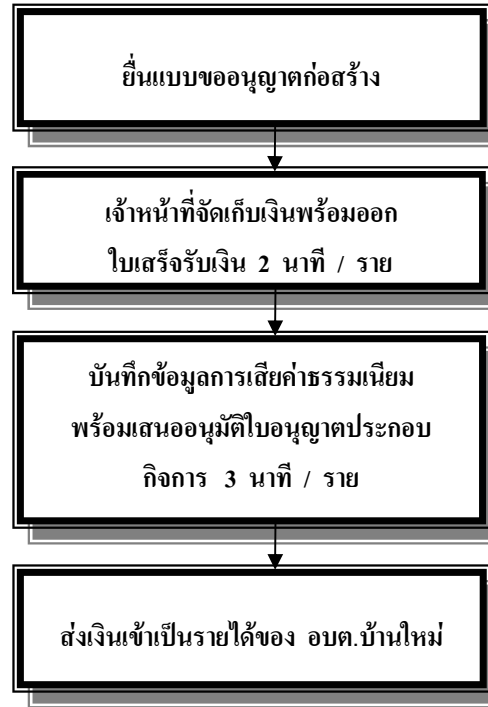 ยื่นแบบขออนุญาตก่อสร้าง
เจ้าหน้าที่จัดเก็บเงินพร้อมออก
ใบเสร็จรับเงิน 2 นาที / ราย
บันทึกข้อมูลการเสียค่าธรรมเนียม
พร้อมเสนออนุมัติใบอนุญาตประกอบ
กิจการ 3 นาที / ราย
ส่งเงินเข้าเป็นรายได้ของ อบต.บ้านใหม่